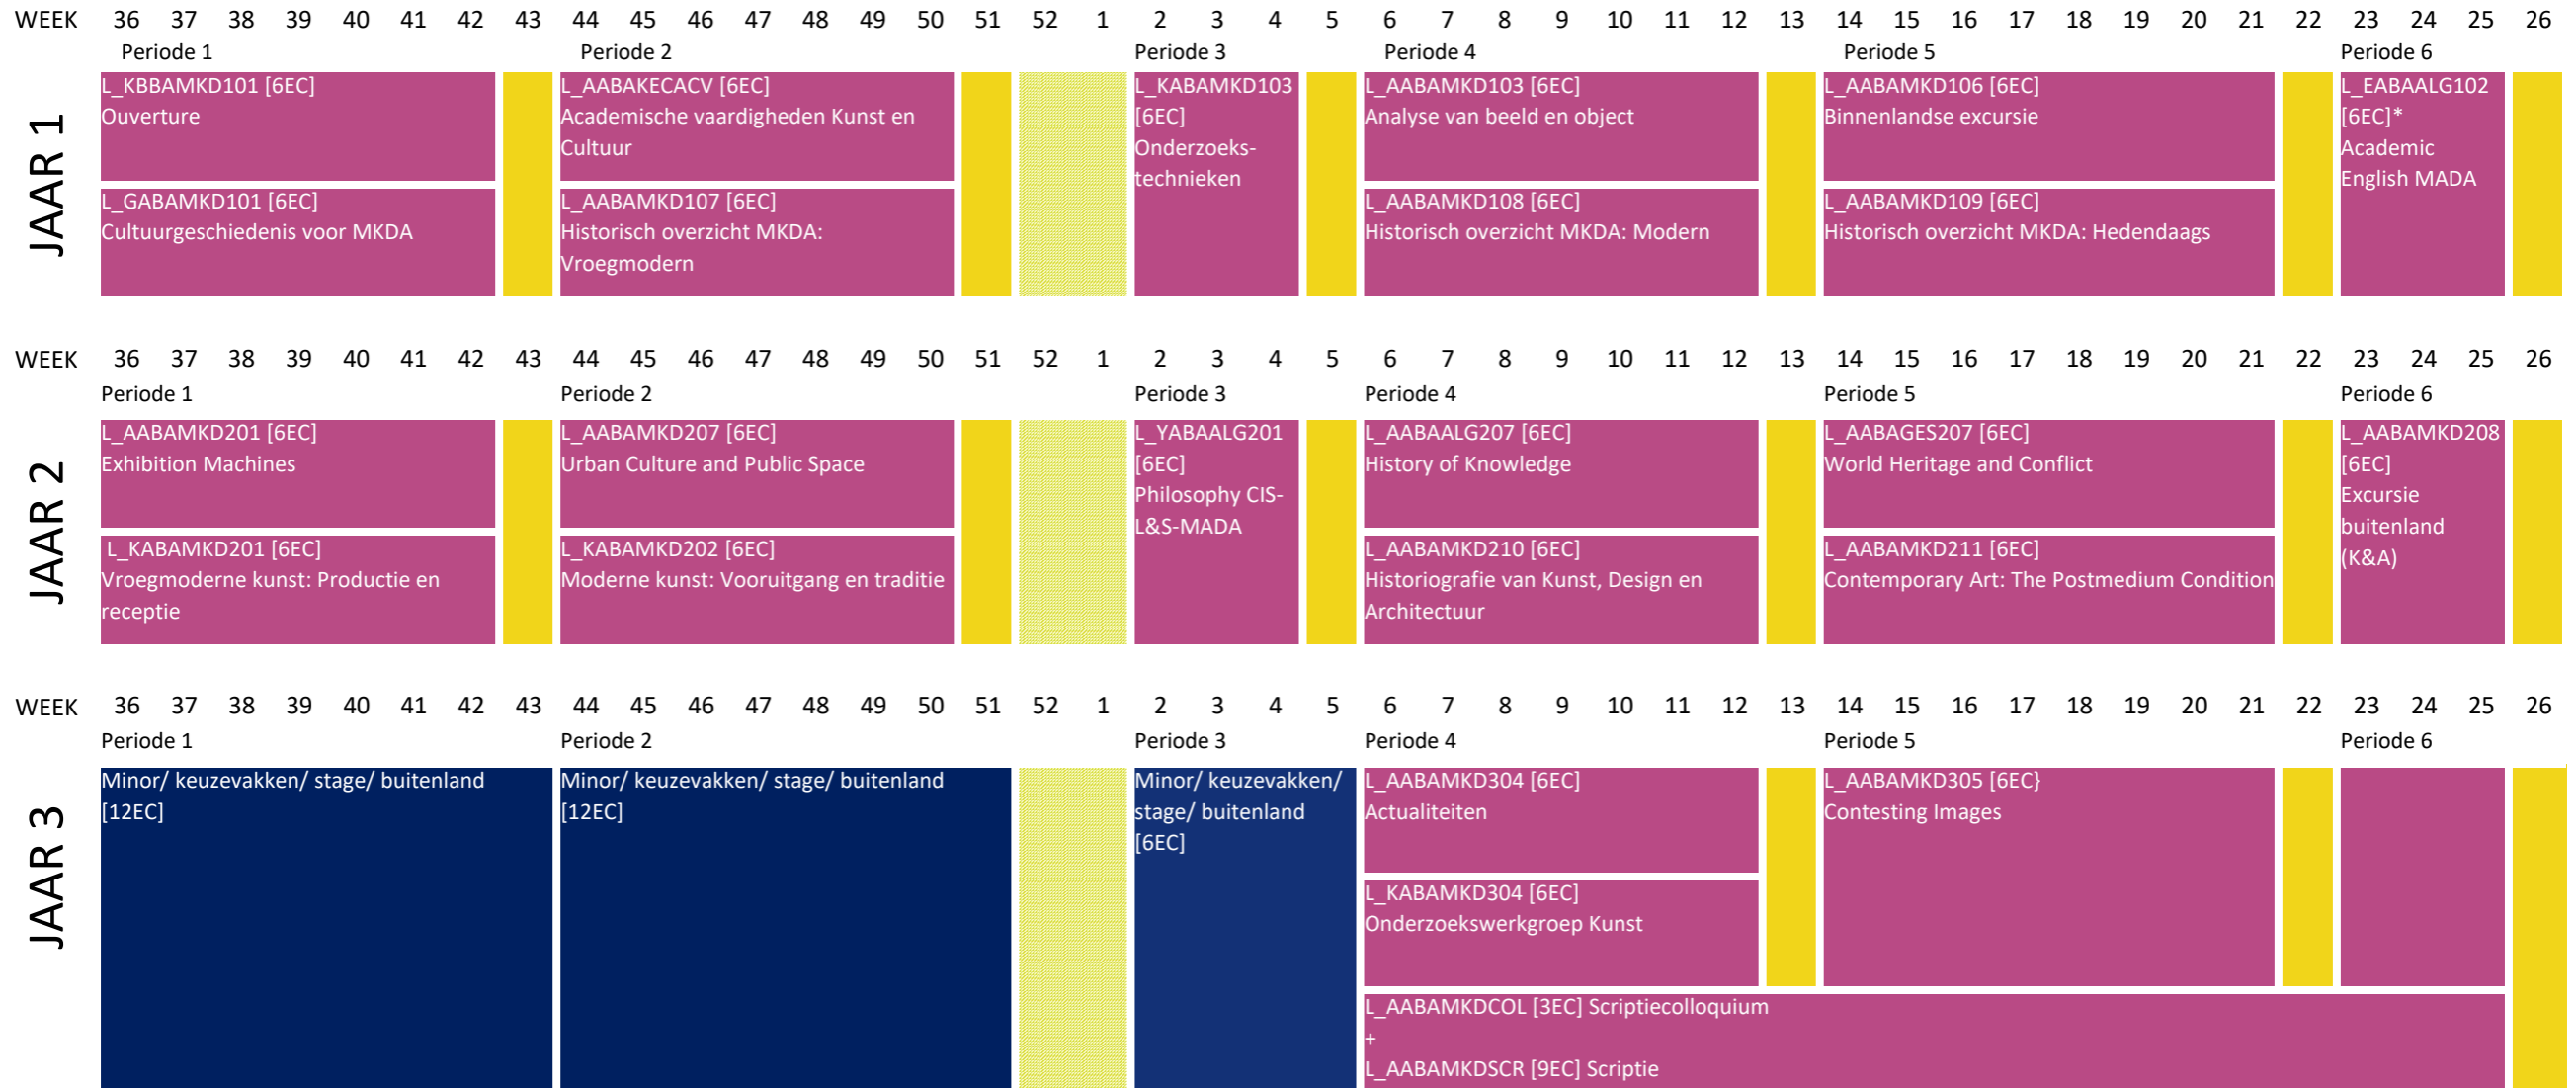 WEEK 36 37 38 39 40 41 42 43 44 45 46 47 48 49 50 51 52 1 2 3 4 5 6 7 8 9 10 11 12 13 14 15 16 17 18 19 20 21 22 23 24 25 26
Periode 1 Periode 2 Periode 3 Periode 4 Periode 5 Periode 6
JAAR 1
L_KBBAMKD101 [6EC]
Ouverture
L_GABAMKD101 [6EC]
Cultuurgeschiedenis voor MKDA
L_AABAKECACV [6EC]
Academische vaardigheden Kunst en
Cultuur
L_AABAMKD107 [6EC]
Historisch overzicht MKDA:
Vroegmodern
L_KABAMKD103
[6EC]
Onderzoeks-
technieken
L_AABAMKD103 [6EC]
Analyse van beeld en object
L_AABAMKD108 [6EC]
Historisch overzicht MKDA: Modern
L_AABAMKD106 [6EC]
Binnenlandse excursie
L_AABAMKD109 [6EC]
Historisch overzicht MKDA: Hedendaags
L_EABAALG102
[6EC]*
Academic
English MADA
WEEK 36 37 38 39 40 41 42 43 44 45 46 47 48 49 50 51 52 1 2 3 4 5 6 7 8 9 10 11 12 13 14 15 16 17 18 19 20 21 22 23 24 25 26
Periode 1 Periode 2 Periode 3 Periode 4 Periode 5 Periode 6
JAAR 2
L_AABAMKD201 [6EC]
Exhibition Machines
L_KABAMKD201 [6EC]
Vroegmoderne kunst: Productie en
receptie
L_AABAMKD207 [6EC]
Urban Culture and Public Space
L_KABAMKD202 [6EC]
Moderne kunst: Vooruitgang en traditie
L_YABAALG201
[6EC]
Philosophy CIS-
L&S-MADA
L_AABAALG207 [6EC]
History of Knowledge
L_AABAMKD210 [6EC]
Historiografie van Kunst, Design en
Architectuur
L_AABAGES207 [6EC]
World Heritage and Conflict
L_AABAMKD211 [6EC]
Contemporary Art: The Postmedium Condition
L_AABAMKD208
[6EC]
Excursie
buitenland
(K&A)
WEEK 36 37 38 39 40 41 42 43 44 45 46 47 48 49 50 51 52 1 2 3 4 5 6 7 8 9 10 11 12 13 14 15 16 17 18 19 20 21 22 23 24 25 26
Periode 1 Periode 2 Periode 3 Periode 4 Periode 5 Periode 6
JAAR 3
Minor/ keuzevakken/ stage/ buitenland
[12EC]
Minor/ keuzevakken/ stage/ buitenland
[12EC]
Minor/ keuzevakken/
stage/ buitenland
[6EC]
L_AABAMKD304 [6EC]
Actualiteiten
L_KABAMKD304 [6EC]
Onderzoekswerkgroep Kunst
L_AABAMKD305 [6EC}
Contesting Images
L_AABAMKDCOL [3EC] Scriptiecolloquium
+
L_AABAMKDSCR [9EC] Scriptie